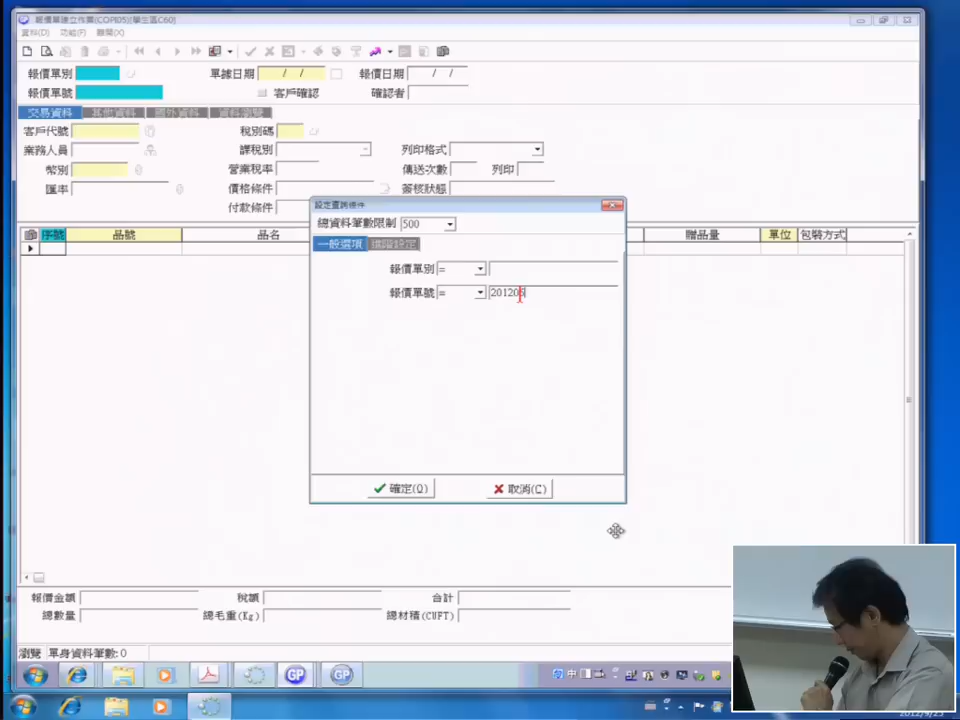 報價單建立作業(COPI05)[學生區C60]
資料(D) 功能(F) 離開(X)
報價單別 單據日期 / / 報價日期 / /
報價單號 客戶確認 確認者
交易資料 其他資料 國外資料 資料瀏覽
客戶代號 稅別碼
業務人員 課稅別 列印格式
幣別 營業稅率 傳送次數 列印
匯率 價格條件 簽核狀態
付款條件
設定查詢條件
總資料筆數限制 500
一般選項 進階設定
序號 品號 品名 贈品量 單位 包裝方式
報價單別 =
報價單號 = 201206
確定(O) 取消(C)
報價金額 稅額 合計
總數量 總毛重(Kg) 總材積(CUFT)
瀏覽 單身資料筆數:0
GP GP
中
2012/9/25